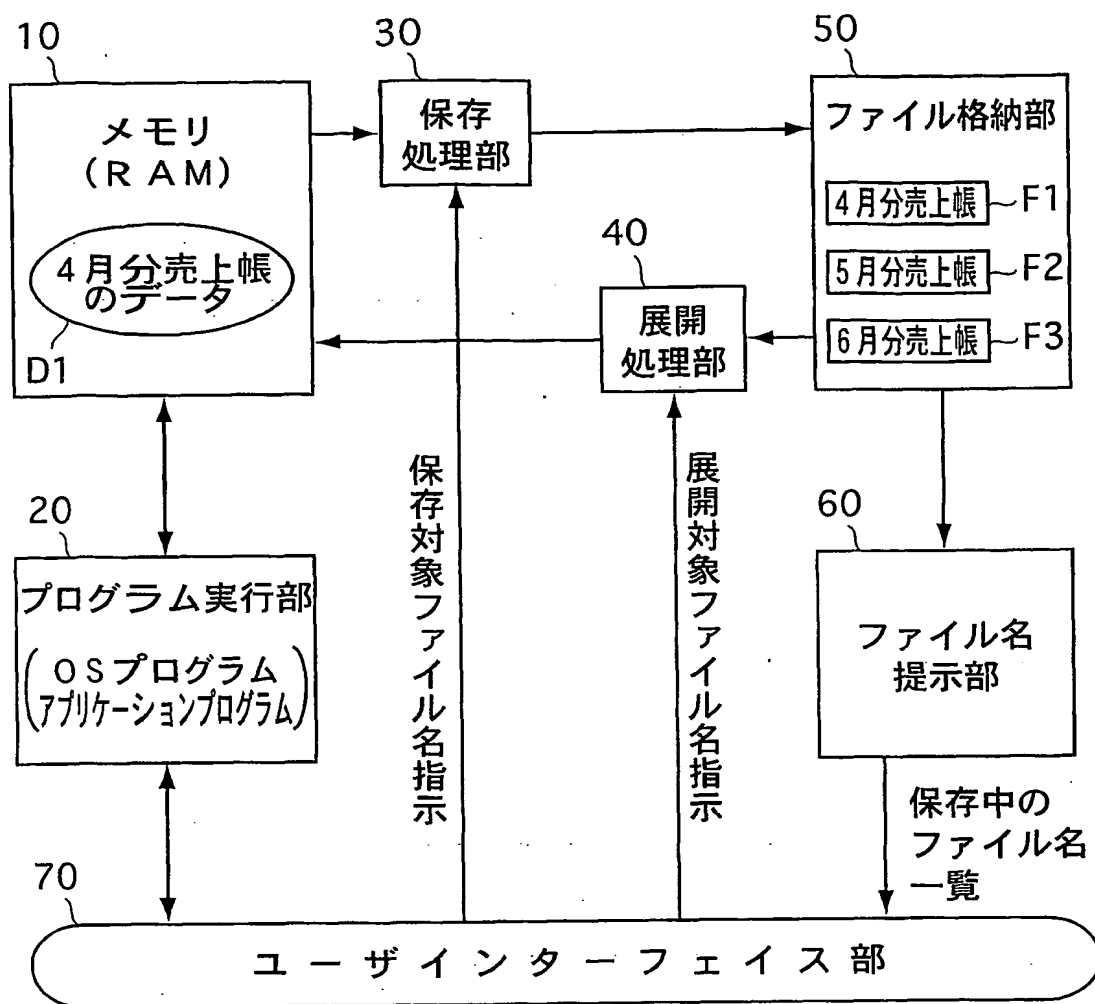 10
メモリ
(RAM)
4月分売上帳
のデータ
D1
30
保存
処理部
50
ファイル格納部
4月分売上帳
F1
5月分売上帳
F2
6月分売上帳
F3
40
展開
処理部
保存対象ファイル名指示
展開対象ファイル名指示
20
プログラム実行部
(OSプログラム
アプリケーションプログラム)
60
ファイル名
提示部
保存中の
ファイル名
一覧
70
ユーザインターフェイス部